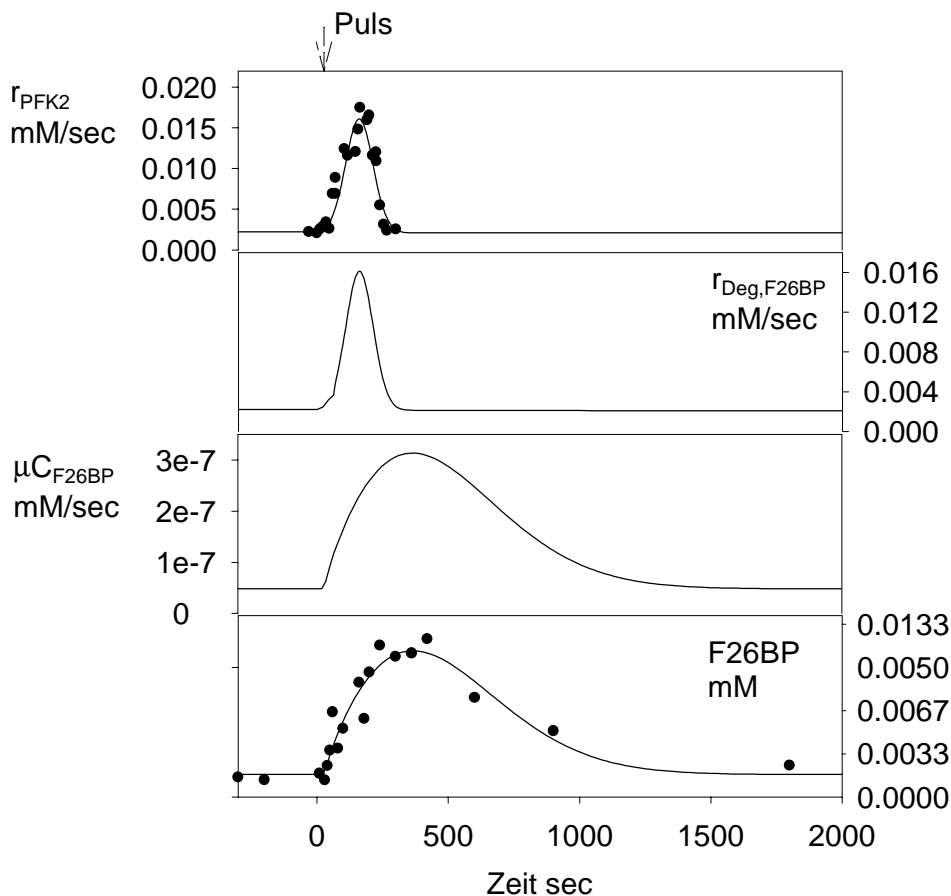 Puls
r_PFK2
mM/sec
0.020
0.015
0.010
0.005
0.000
r_Deg,F26BP
mM/sec
0.016
0.012
0.008
0.004
0.000
μC_F26BP
mM/sec
3e-7
2e-7
1e-7
0
F26BP
mM
0.0133
0.0050
0.0067
0.0033
0.0000
0 500 1000 1500 2000
Zeit sec